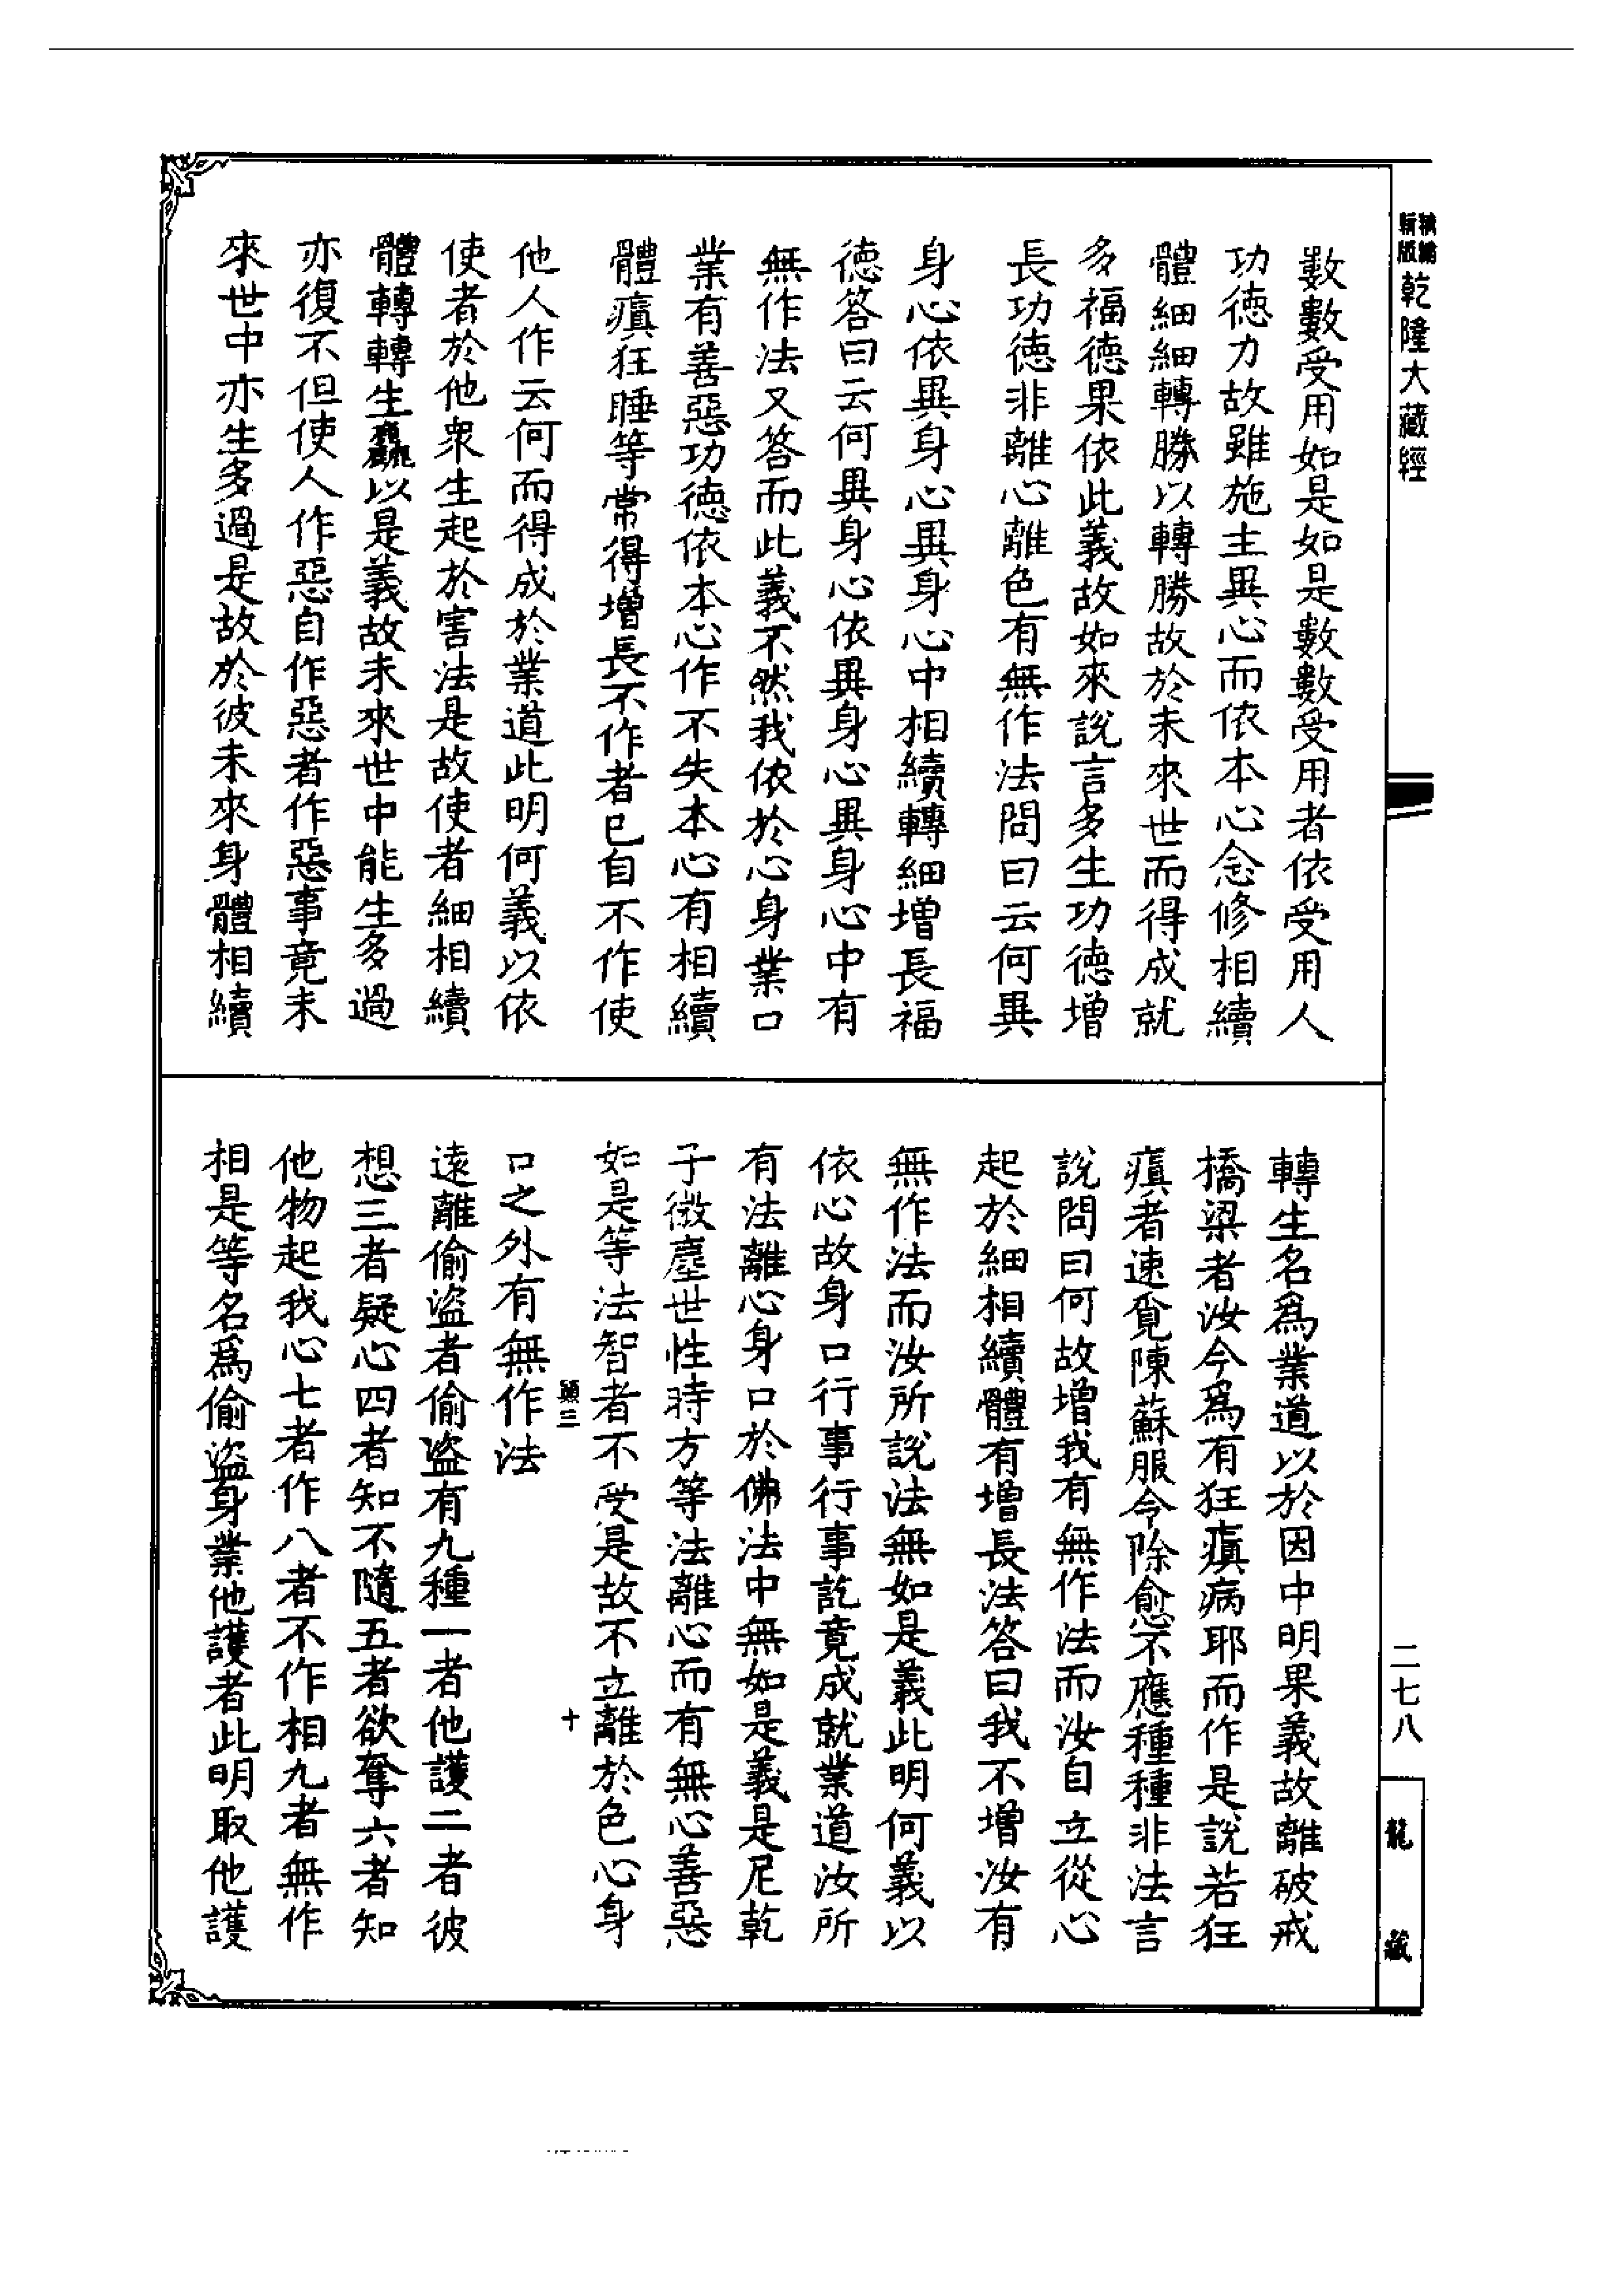 精編
新版
乾隆大藏經
數數受用如是如是數數受用者依受用人
功德力故雖施主異心而依本心念修相續
體細細轉勝以轉勝故於未來世而得成就
多福德果依此義故如來說言多生功德增
長功德非離心離色有無作法問曰云何異
身心依異身心異身心中相續轉細增長福
德答曰云何異身心依異身心異身心中有
無作法又答而此義不然我依於心身業口
業有善惡功德依本心作不失本心有相續
體瘨狂睡等常得增長不作者已自不作使
他人作云何而得成於業道此明何義以依
使者於他衆生起於害法是故使者細相續
體轉轉生麤以是義故未來世中能生多過
亦復不但使人作惡自作惡者作惡事竟未
來世中亦生多過是故於彼未來身體相續
轉生名爲業道以於因中明果義故離破戒
橋梁者汝今爲有狂瘨病耶而作是說若狂
瘨者速覓陳蘇服令除愈不應種種非法言
說問曰何故增我有無作法而汝自立從心
起於細相續體有增長法答曰我不增汝有
無作法而汝所說法無如是義此明何義以
依心故身口行事行事訖竟成就業道汝所
有法離心身口於佛法中無如是義是尼乾
子微塵世性時方等法離心而有無心善惡
如是等法智者不受是故不立離於色心身
口之外有無作法
遠離偷盜者偷盜有九種一者他護二者彼
想三者疑心四者知不隨五者欲奪六者知
他物起我心七者作八者不作相九者無作
相是等名爲偷盜身業他護者此明取他護
穎三
十
二七八
龍藏